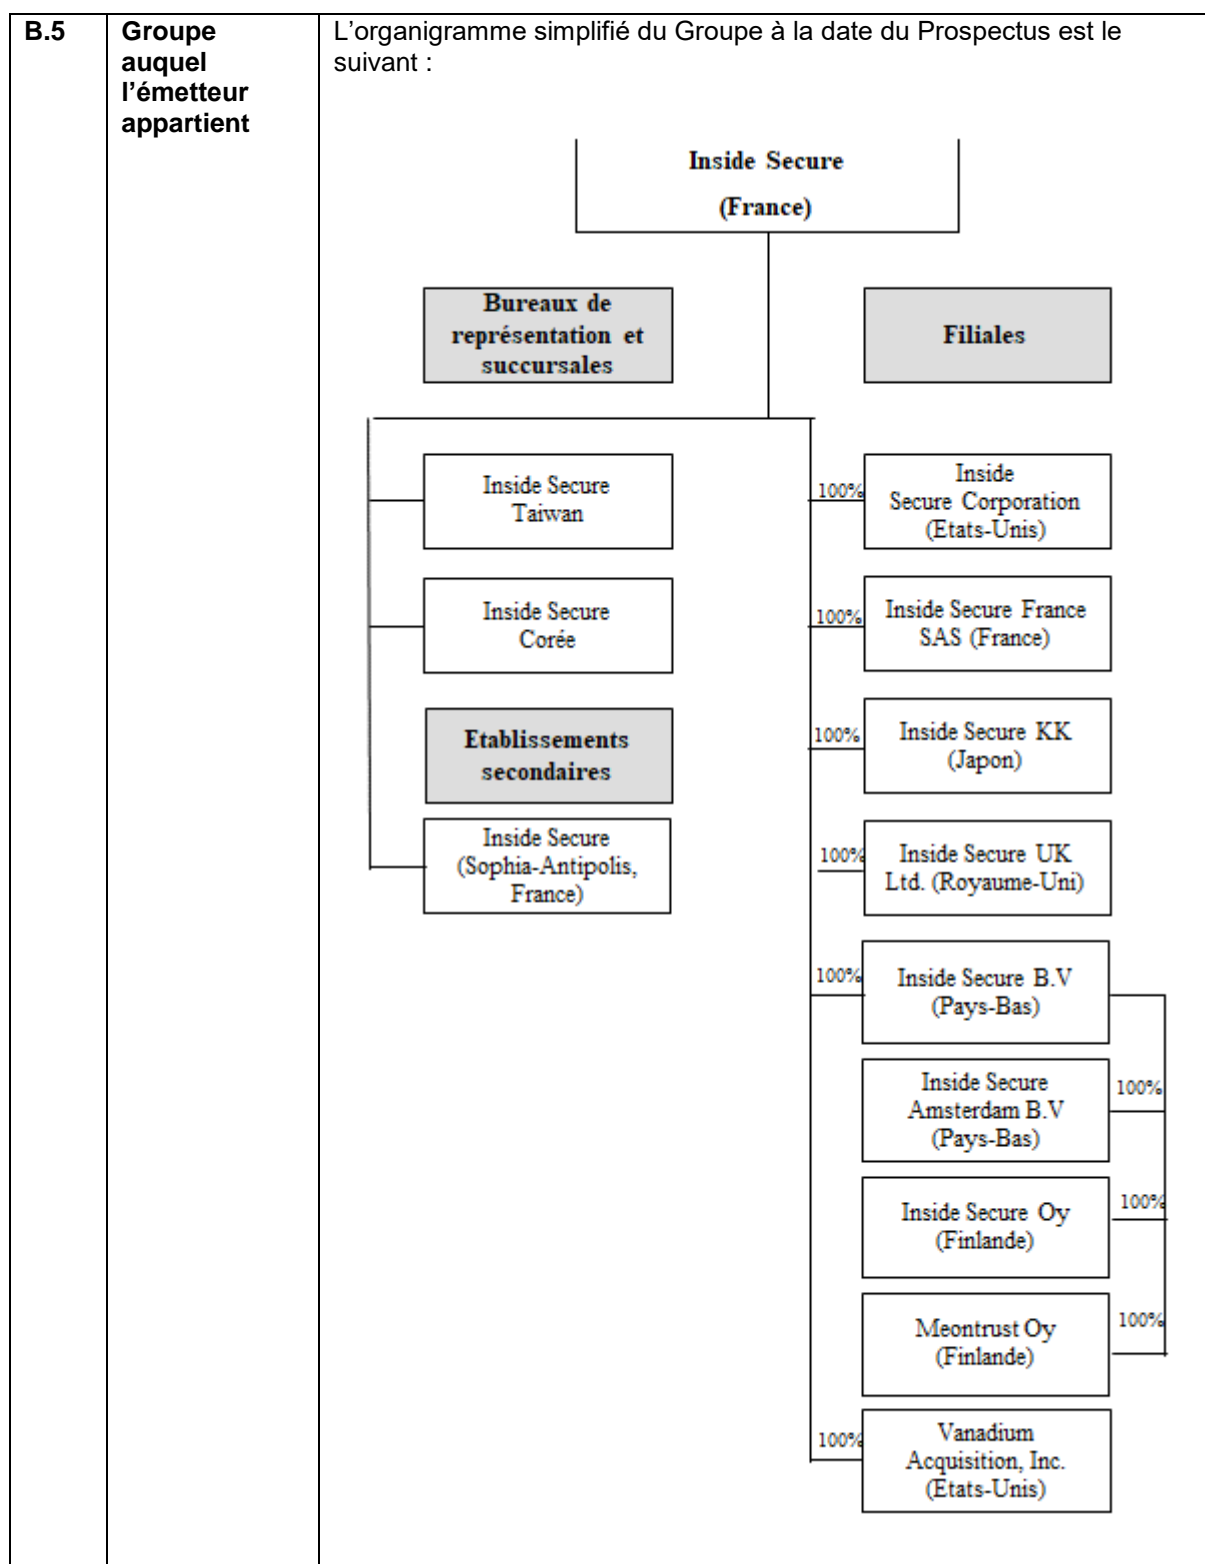 B.5
Groupe
auquel
l’émetteur
appartient
L’organigramme simplifié du Groupe à la date du Prospectus est le
suivant :
Inside Secure
(France)
Bureaux de
représentation et
succursales
Filiales
Inside Secure
Taiwan
100%
Inside
Secure Corporation
(Etats-Unis)
Inside Secure
Corée
100%
Inside Secure France
SAS (France)
Etablissements
secondaires
100%
Inside Secure KK
(Japon)
Inside Secure
(Sophia-Antipolis,
France)
100%
Inside Secure UK
Ltd. (Royaume-Uni)
100%
Inside Secure B.V
(Pays-Bas)
Inside Secure
Amsterdam B.V
(Pays-Bas)
100%
Inside Secure Oy
(Finlande)
100%
Meontrust Oy
(Finlande)
100%
100%
Vanadium
Acquisition, Inc.
(Etats-Unis)